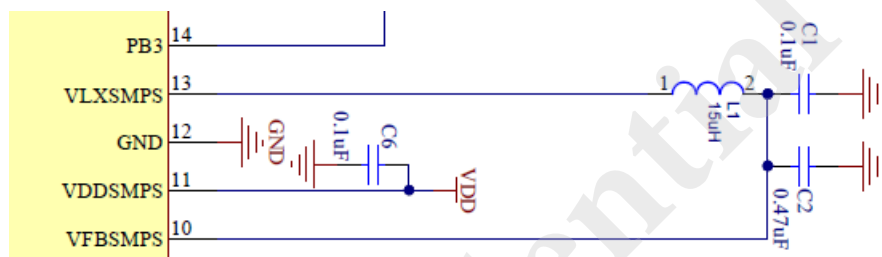 PB3 14
VLXSMPS 13
1 2
L1
15uH
C1
0.1uF
GND 12
GND
C6
0.1uF
VDDSMPS 11
VDD
C2
0.47uF
VFBSMPS 10
ential